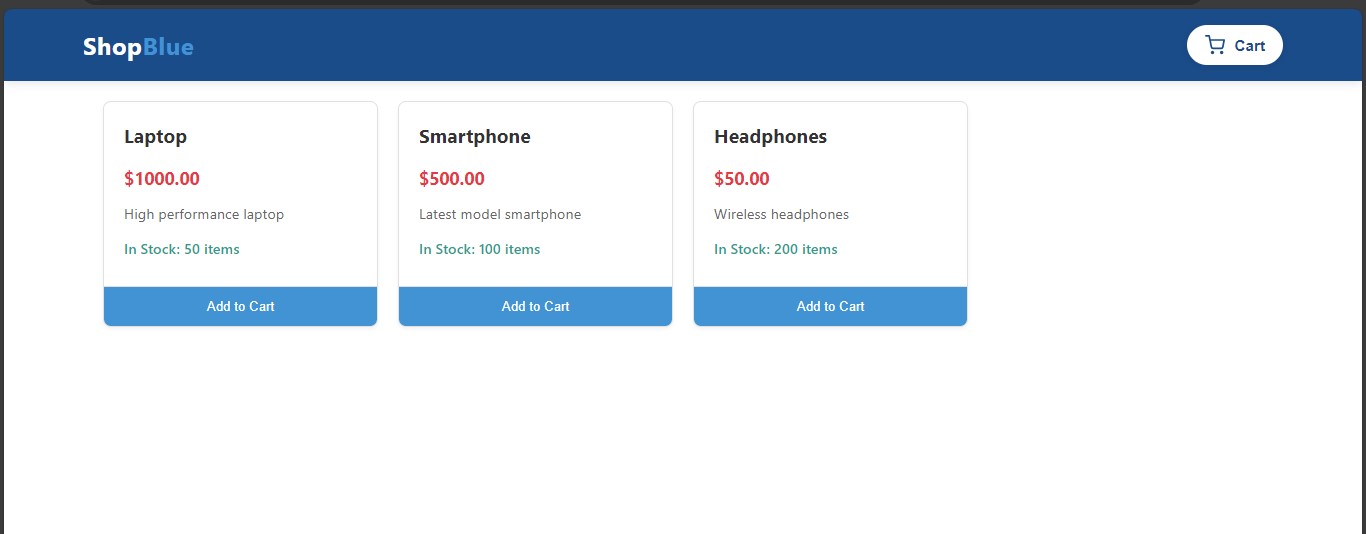 ShopBlue
Cart
Laptop
$1000.00
High performance laptop
In Stock: 50 items
Add to Cart
Smartphone
$500.00
Latest model smartphone
In Stock: 100 items
Add to Cart
Headphones
$50.00
Wireless headphones
In Stock: 200 items
Add to Cart